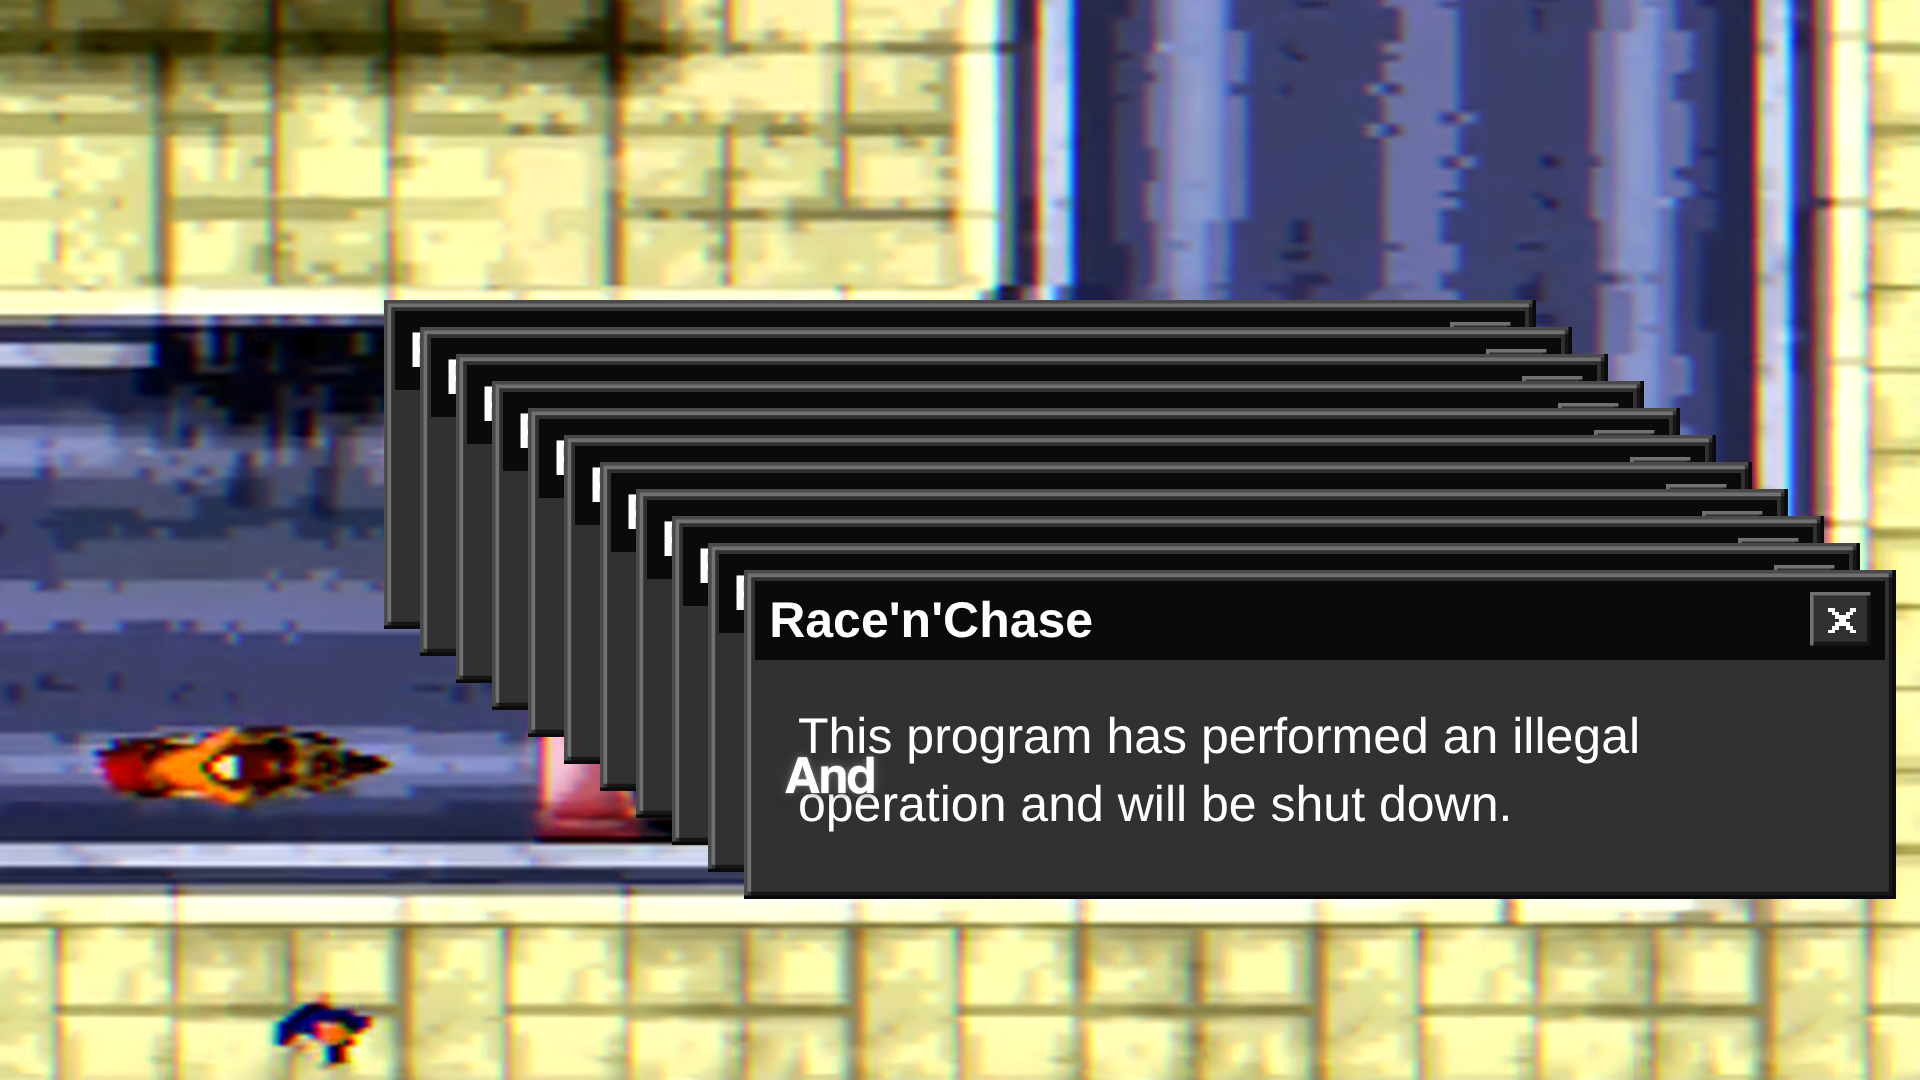 Race'n'Chase
This program has performed an illegal
And
operation and will be shut down.